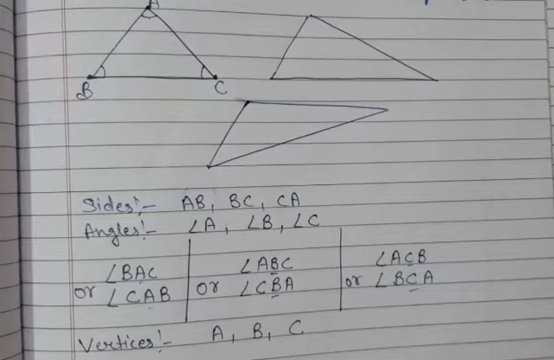 A
B C
Sides:- AB, BC, CA
Angles:- ∠A, ∠B, ∠C
∠BAC ∠ABC ∠ACB
or ∠CAB or ∠CBA or ∠BCA
Vertices:- A, B, C